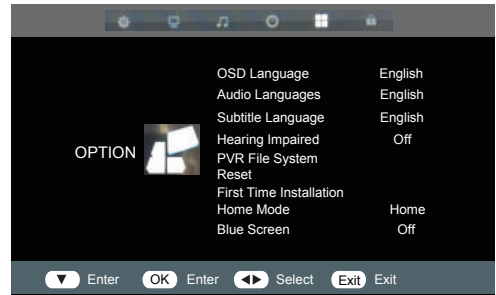 OSD Language English
Audio Languages English
Subtitle Language English
Hearing Impaired Off
OPTION
PVR File System
Reset
First Time Installation
Home Mode Home
Blue Screen Off
Enter OK Enter Select Exit Exit